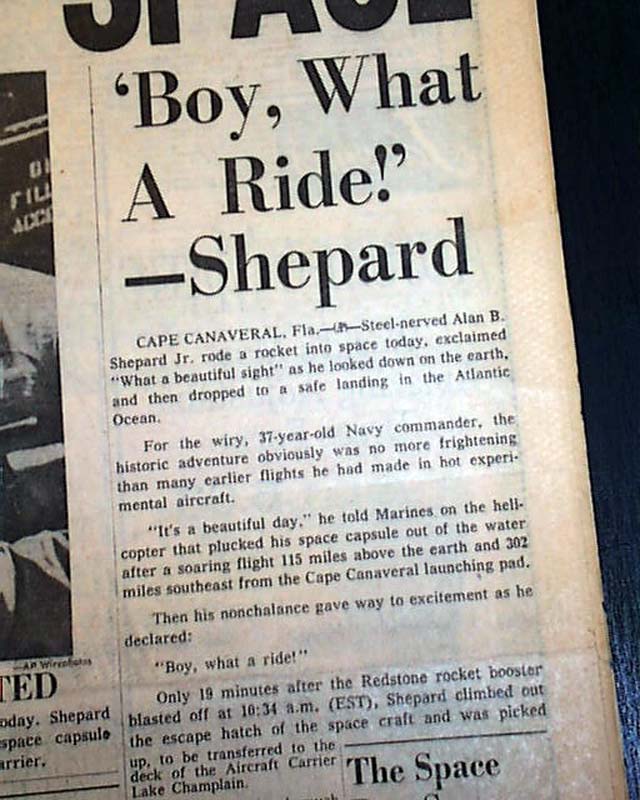 SPACE
'Boy, What
A Ride!'
—Shepard
CAPE CANAVERAL, Fla.—(AP)—Steel-nerved Alan B.
Shepard Jr. rode a rocket into space today, exclaimed
"What a beautiful sight" as he looked down on the earth,
and then dropped to a safe landing in the Atlantic
Ocean.
For the wiry, 37-year-old Navy commander, the
historic adventure obviously was no more frightening
than many earlier flights he had made in hot experi-
mental aircraft.
"It's a beautiful day," he told Marines on the heli-
copter that plucked his space capsule out of the water
after a soaring flight 115 miles above the earth and 302
miles southeast from the Cape Canaveral launching pad.
Then his nonchalance gave way to excitement as he
declared:
"Boy, what a ride!"
Only 19 minutes after the Redstone rocket booster
blasted off at 10:34 a.m. (EST), Shepard climbed out
the escape hatch of the space craft and was picked
up, to be transferred to the
deck of the Aircraft Carrier
Lake Champlain.
The Space
—AP Wirephotos
TED
oday. Shepard
space capsule
arrier.
FILL
ACCE